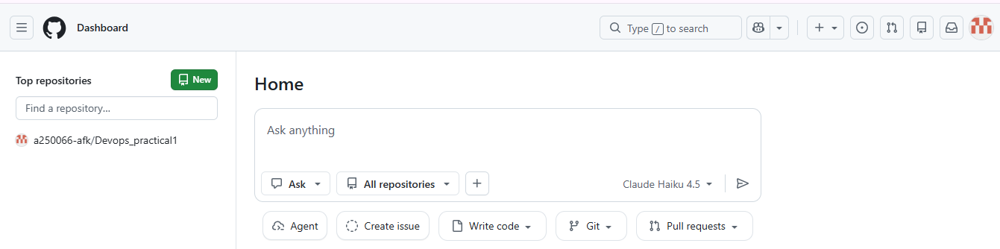 Dashboard
Type / to search
Top repositories
New
Find a repository...
a250066-afk/Devops_practical1
Home
Ask anything
Ask
All repositories
Claude Haiku 4.5
Agent
Create issue
Write code
Git
Pull requests